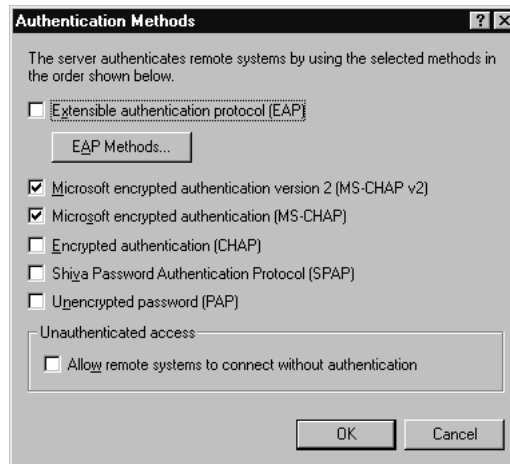 Authentication Methods
The server authenticates remote systems by using the selected methods in
the order shown below.
Extensible authentication protocol (EAP)
EAP Methods...
Microsoft encrypted authentication version 2 (MS-CHAP v2)
Microsoft encrypted authentication (MS-CHAP)
Encrypted authentication (CHAP)
Shiva Password Authentication Protocol (SPAP)
Unencrypted password (PAP)
Unauthenticated access
Allow remote systems to connect without authentication
OK Cancel